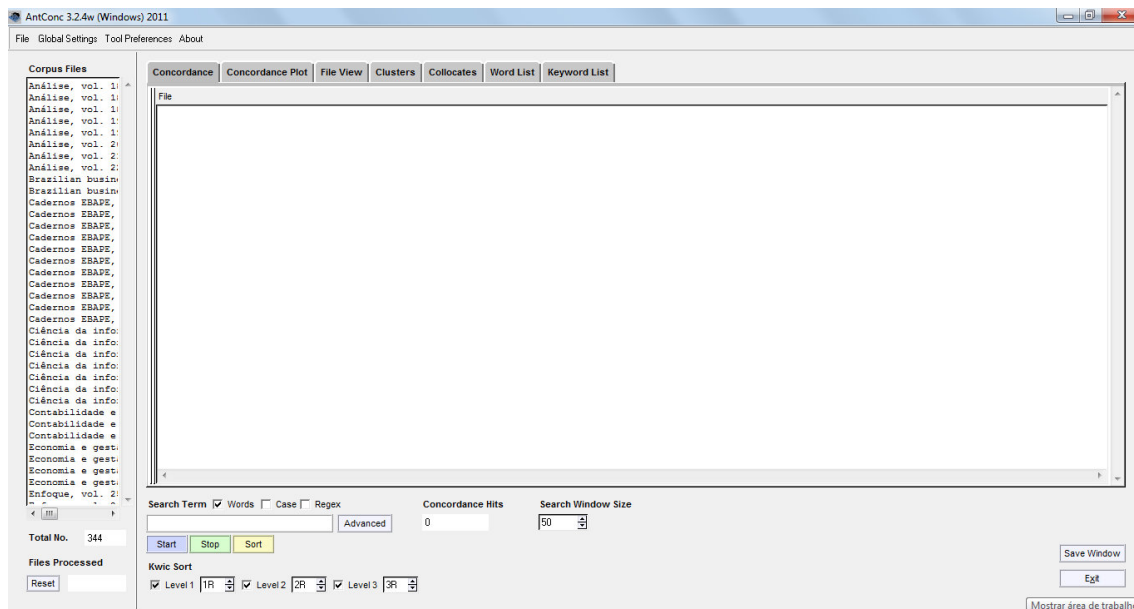 AntConc 3.2.4w (Windows) 2011
File Global Settings Tool Preferences About
Corpus Files
Concordance Concordance Plot File View Clusters Collocates Word List Keyword List
File
Análise, vol. 1
Análise, vol. 1
Análise, vol. 1
Análise, vol. 1
Análise, vol. 1
Análise, vol. 2
Análise, vol. 2
Análise, vol. 2
Brazilian busin
Brazilian busin
Cadernos EBAPE,
Cadernos EBAPE,
Cadernos EBAPE,
Cadernos EBAPE,
Cadernos EBAPE,
Cadernos EBAPE,
Cadernos EBAPE,
Cadernos EBAPE,
Cadernos EBAPE,
Cadernos EBAPE,
Cadernos EBAPE,
Ciência da info
Ciência da info
Ciência da info
Ciência da info
Ciência da info
Ciência da info
Ciência da info
Contabilidade e
Contabilidade e
Contabilidade e
Economia e gest
Economia e gest
Economia e gest
Economia e gest
Enfoque, vol. 2
Total No. 344
Files Processed
Reset
Search Term Words Case Regex
Concordance Hits
Search Window Size
Advanced
0
50
Start Stop Sort
Kwic Sort
Level 1 1R Level 2 2R Level 3 3R
Save Window
Exit
Mostrar área de trabalho